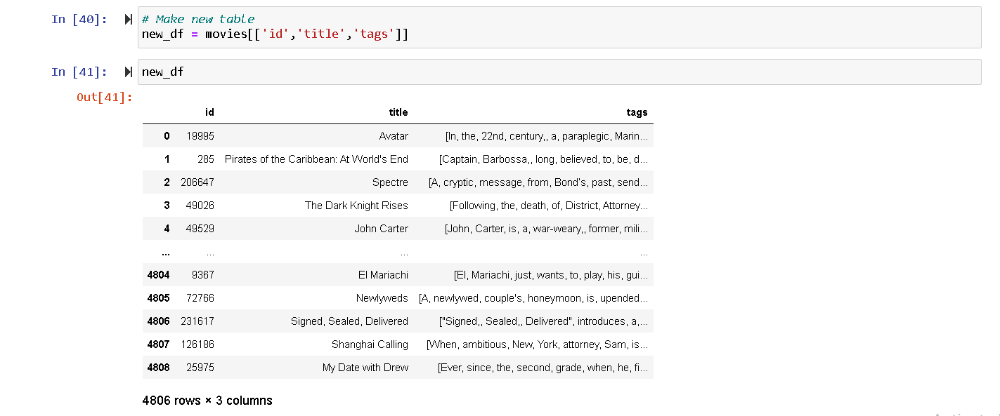 In [40]: # Make new table
new_df = movies[['id','title','tags']]
In [41]: new_df
Out[41]:
id title tags
0 19995 Avatar [In, the, 22nd, century,, a, paraplegic, Marin...
1 285 Pirates of the Caribbean: At World's End [Captain, Barbossa,, long, believed, to, be, d...
2 206647 Spectre [A, cryptic, message, from, Bond's, past, send...
3 49026 The Dark Knight Rises [Following, the, death, of, District, Attorney...
4 49529 John Carter [John, Carter, is, a, war-weary,, former, mili...
... ... ... ...
4804 9367 El Mariachi [El, Mariachi, just, wants, to, play, his, gui...
4805 72766 Newlyweds [A, newlywed, couple's, honeymoon, is, upended...
4806 231617 Signed, Sealed, Delivered ["Signed,, Sealed,, Delivered", introduces, a,...
4807 126186 Shanghai Calling [When, ambitious, New, York, attorney, Sam, is...
4808 25975 My Date with Drew [Ever, since, the, second, grade, when, he, fi...
4806 rows × 3 columns